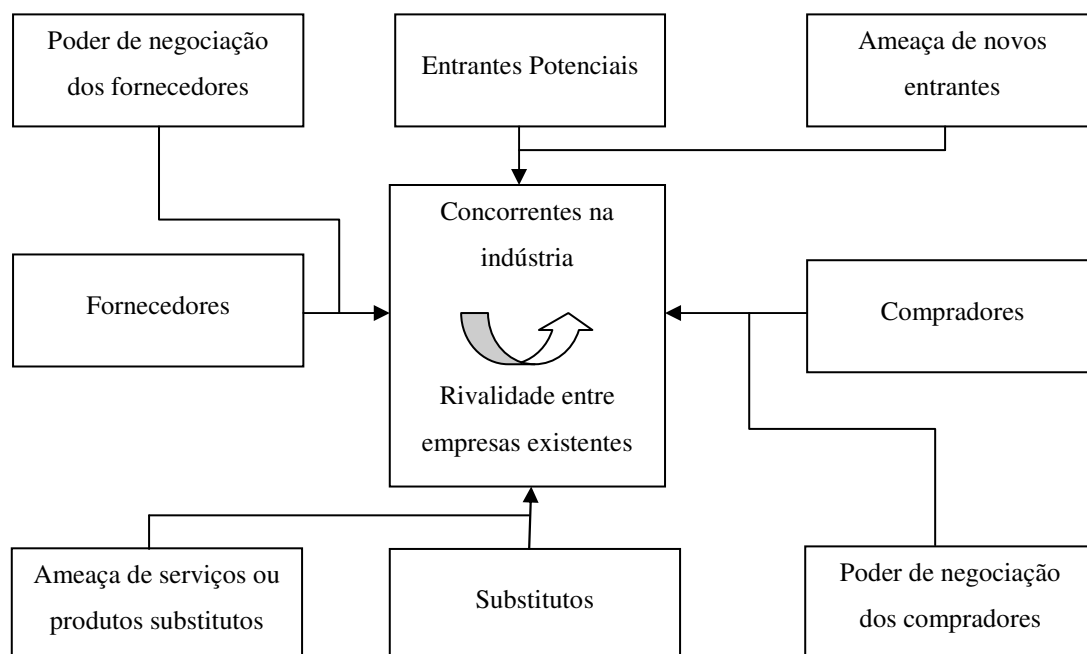 Poder de negociação
dos fornecedores
Entrantes Potenciais
Ameaça de novos
entrantes
Concorrentes na
indústria
Fornecedores
Compradores
Rivalidade entre
empresas existentes
Ameaça de serviços ou
produtos substitutos
Substitutos
Poder de negociação
dos compradores